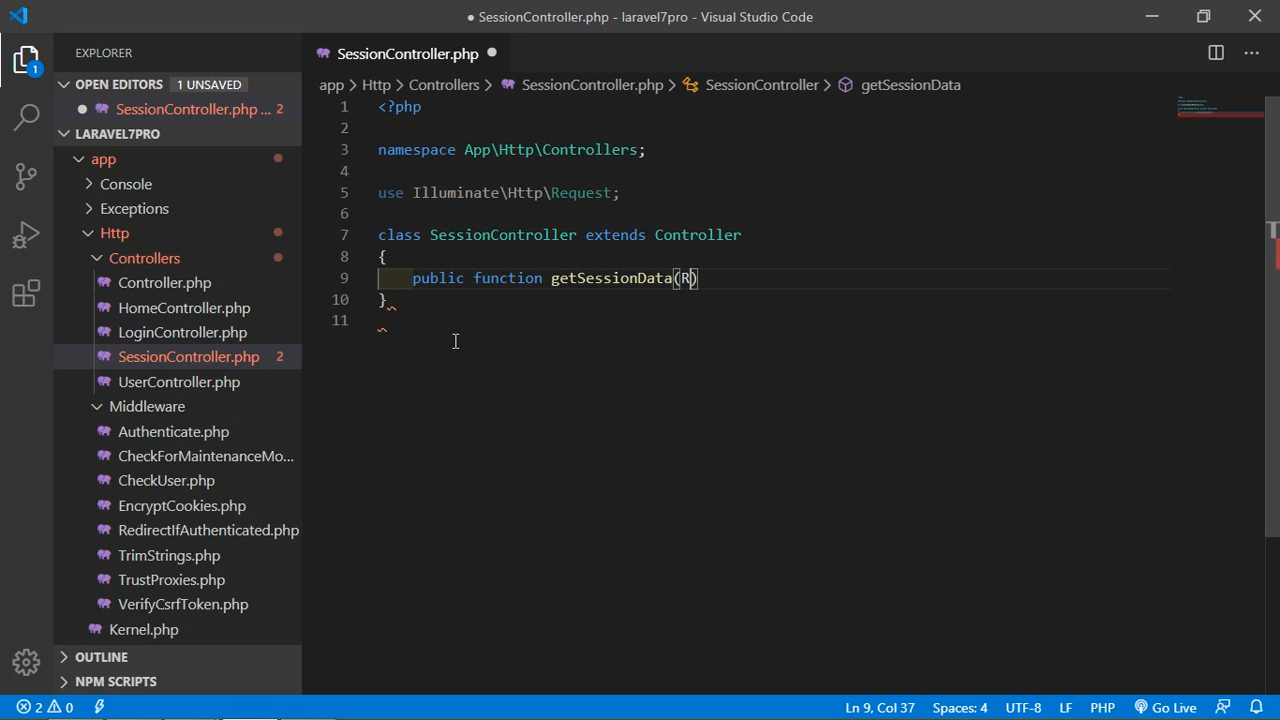 ● SessionController.php - laravel7pro - Visual Studio Code
EXPLORER
SessionController.php
OPEN EDITORS 1 UNSAVED
SessionController.php ... 2
LARAVEL7PRO
app
Console
Exceptions
Http
Controllers
Controller.php
HomeController.php
LoginController.php
SessionController.php 2
UserController.php
Middleware
Authenticate.php
CheckForMaintenanceMo...
CheckUser.php
EncryptCookies.php
RedirectIfAuthenticated.php
TrimStrings.php
TrustProxies.php
VerifyCsrfToken.php
Kernel.php
OUTLINE
NPM SCRIPTS
1
app > Http > Controllers > SessionController.php > SessionController > getSessionData
1 <?php
2
3 namespace App\Http\Controllers;
4
5 use Illuminate\Http\Request;
6
7 class SessionController extends Controller
8 {
9 public function getSessionData(R)
10 }
11
2 0
Ln 9, Col 37
Spaces: 4
UTF-8
LF
PHP
Go Live